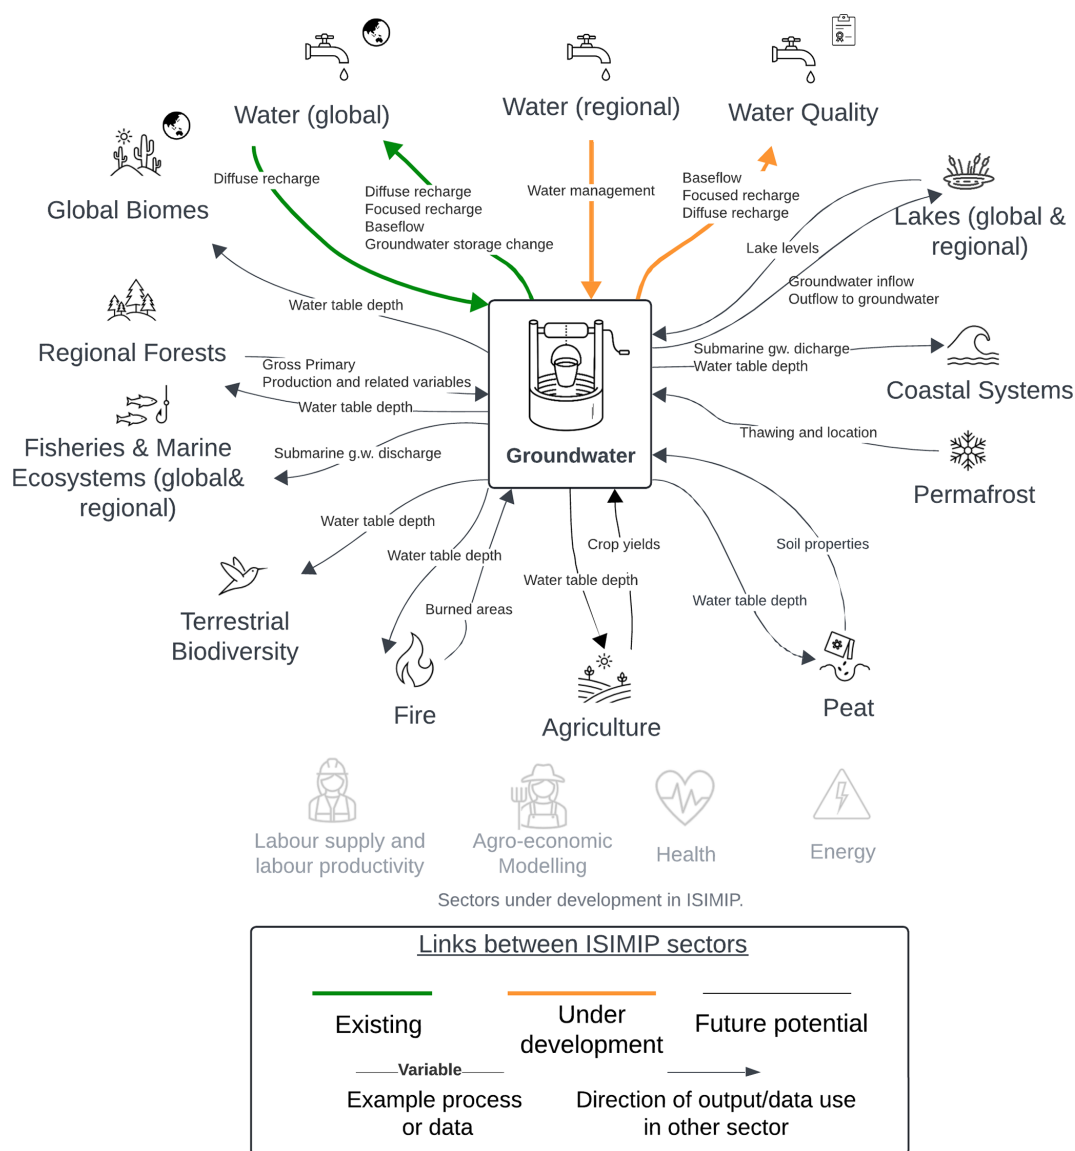 Water (global)
Water (regional)
Water Quality
Diffuse recharge
Diffuse recharge
Focused recharge
Baseflow
Groundwater storage change
Water management
Baseflow
Focused recharge
Diffuse recharge
Global Biomes
Lakes (global &
regional)
Lake levels
Groundwater inflow
Outflow to groundwater
Water table depth
Regional Forests
Gross Primary
Production and related variables
Water table depth
Submarine gw. dicharge
Water table depth
Coastal Systems
Fisheries & Marine
Ecosystems (global&
regional)
Submarine g.w. discharge
Groundwater
Thawing and location
Permafrost
Water table depth
Terrestrial
Biodiversity
Water table depth
Burned areas
Fire
Crop yields
Water table depth
Agriculture
Soil properties
Water table depth
Peat
Labour supply and
labour productivity
Agro-economic
Modelling
Health
Energy
Sectors under development in ISIMIP.
Links between ISIMIP sectors
Existing
Under
development
Future potential
Variable
Example process
or data
Direction of output/data use
in other sector